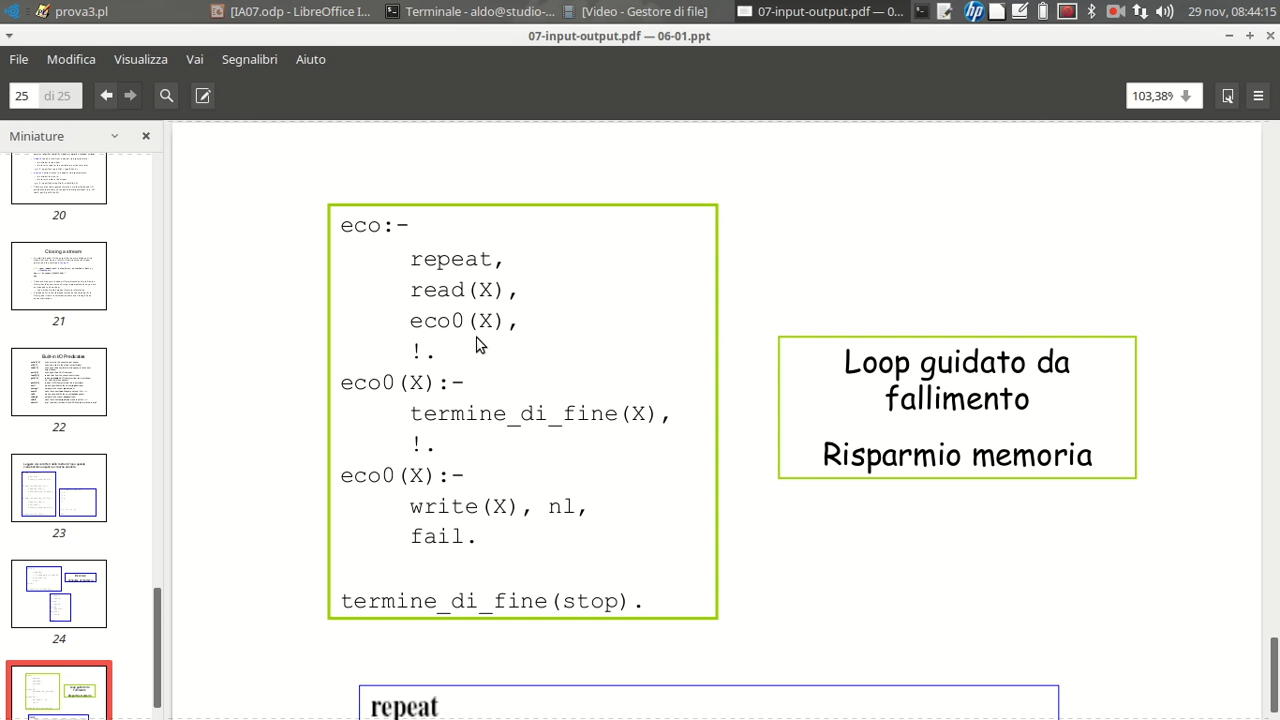 prova3.pl
[IA07.odp - LibreOffice I...
Terminale - aldo@studio-...
[Video - Gestore di file]
07-input-output.pdf — 0...
29 nov, 08:44:15
07-input-output.pdf — 06-01.ppt
File Modifica Visualizza Vai Segnalibri Aiuto
25 di 25
103,38%
Miniature
20
Closing a stream
21
Built-in I/O Predicates
22
23
24
eco:-
repeat,
read(X),
eco0(X),
!.
eco0(X):-
termine_di_fine(X),
!.
eco0(X):-
write(X), nl,
fail.
termine_di_fine(stop).
Loop guidato da
fallimento
Risparmio memoria
repeat